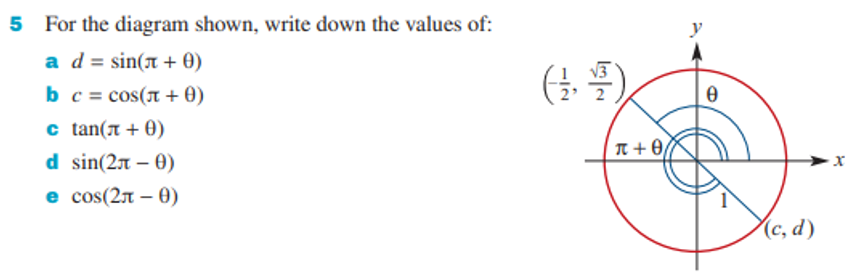 5 For the diagram shown, write down the values of:
a d = sin(π + θ)
b c = cos(π + θ)
c tan(π + θ)
d sin(2π − θ)
e cos(2π − θ)
y
(-1/2, √3/2)
θ
π + θ
x
1
(c, d)